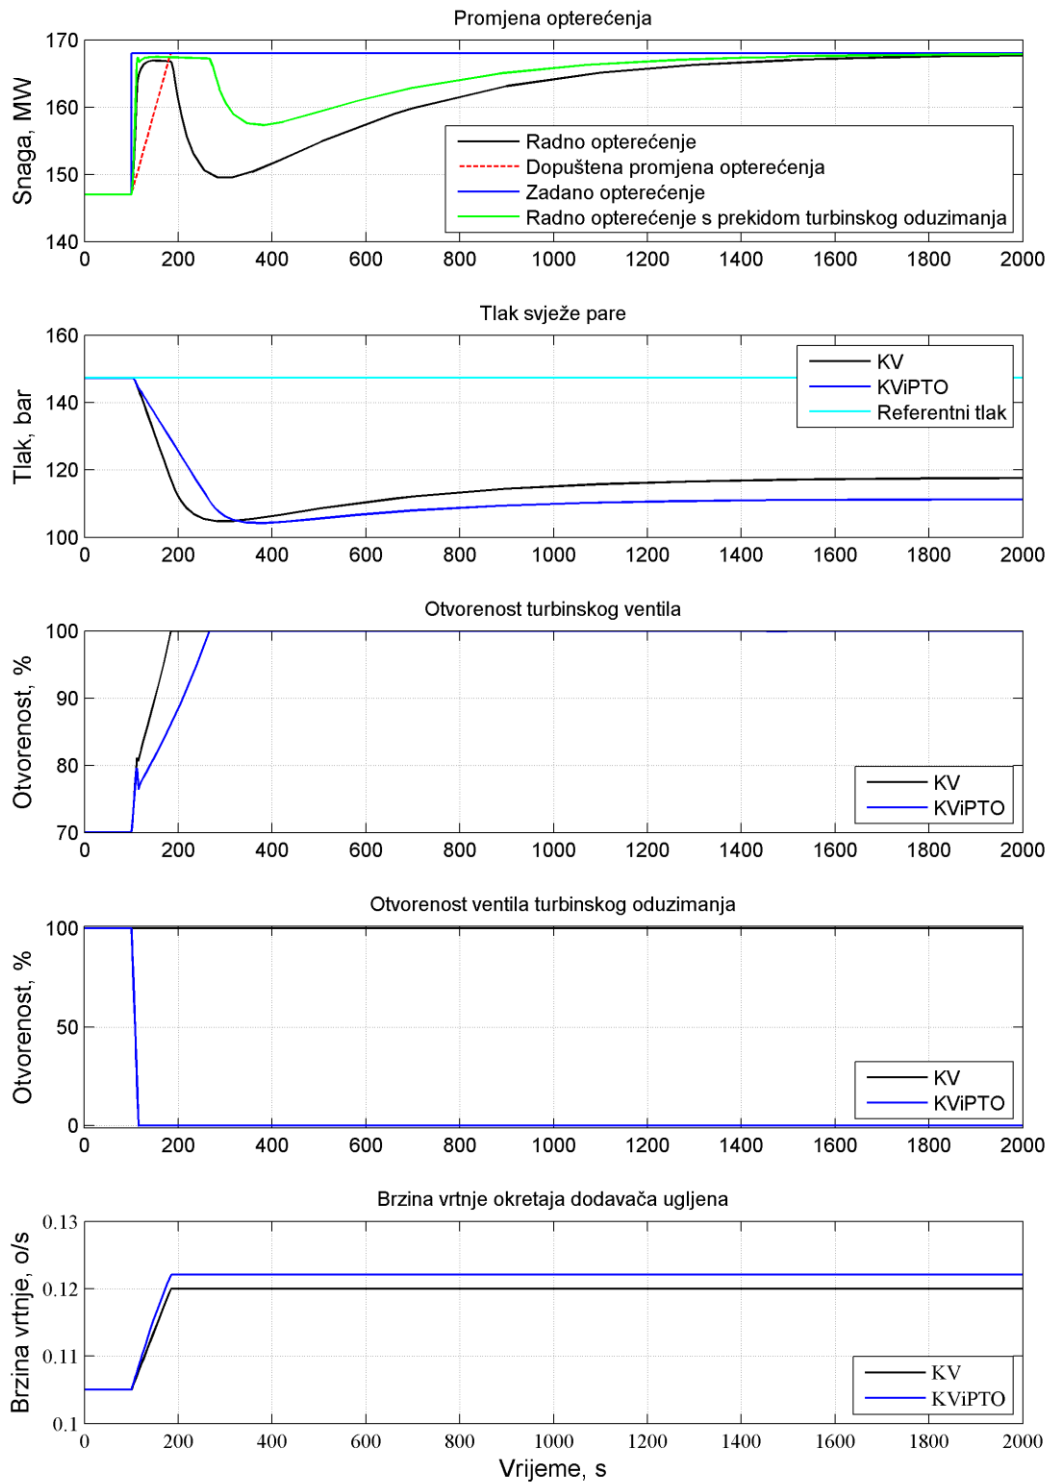 Promjena opterećenja
Snaga, MW
170
160
150
140
Radno opterećenje
Dopuštena promjena opterećenja
Zadano opterećenje
Radno opterećenje s prekidom turbinskog oduzimanja
0 200 400 600 800 1000 1200 1400 1600 1800 2000
Tlak svježe pare
Tlak, bar
160
140
120
100
KV
KViPTO
Referentni tlak
0 200 400 600 800 1000 1200 1400 1600 1800 2000
Otvorenost turbinskog ventila
Otvorenost, %
100
90
80
70
KV
KViPTO
0 200 400 600 800 1000 1200 1400 1600 1800 2000
Otvorenost ventila turbinskog oduzimanja
Otvorenost, %
100
50
0
KV
KViPTO
0 200 400 600 800 1000 1200 1400 1600 1800 2000
Brzina vrtnje okretaja dodavača ugljena
Brzina vrtnje, o/s
0.13
0.12
0.11
0.1
KV
KViPTO
0 200 400 600 800 1000 1200 1400 1600 1800 2000
Vrijeme, s